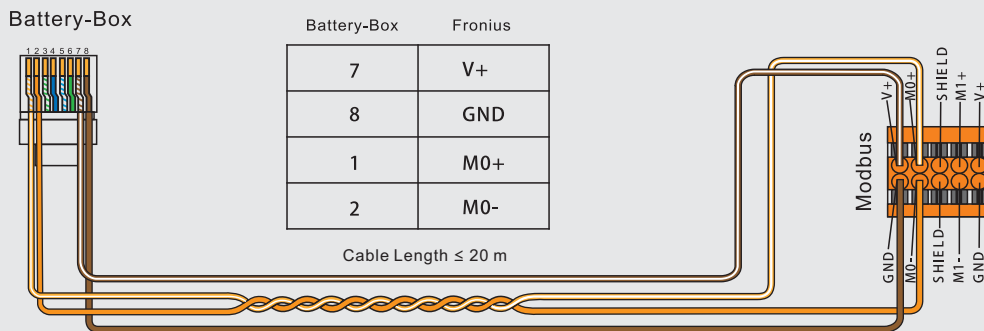 Battery-Box
1 2 3 4 5 6 7 8
Battery-Box Fronius
7 V+
8 GND
1 M0+
2 M0-
Cable Length ≤ 20 m
Modbus
V+
M0+
SHIELD
M1+
V+
GND
M0-
SHIELD
M1-
GND